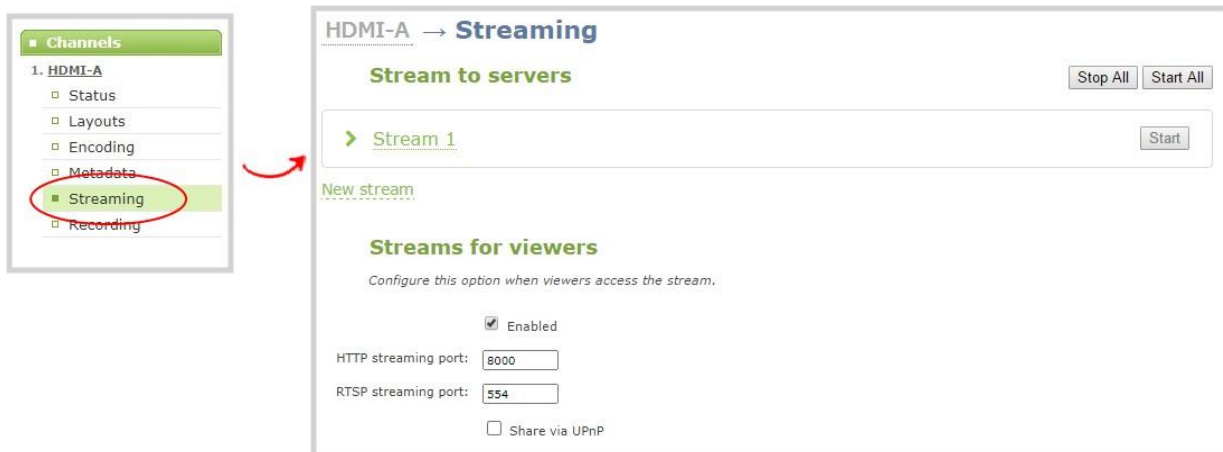 Channels
1. HDMI-A
Status
Layouts
Encoding
Metadata
Streaming
Recording
HDMI-A → Streaming
Stream to servers
Stop All Start All
Stream 1
Start
New stream
Streams for viewers
Configure this option when viewers access the stream.
Enabled
HTTP streaming port: 8000
RTSP streaming port: 554
Share via UPnP